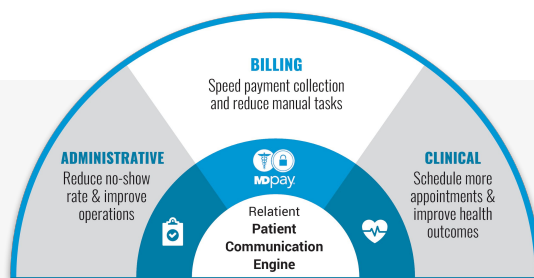 BILLING
Speed payment collection
and reduce manual tasks
ADMINISTRATIVE
Reduce no-show
rate & improve
operations
MDpay
CLINICAL
Schedule more
appointments &
improve health
outcomes
Relatient
Patient
Communication
Engine